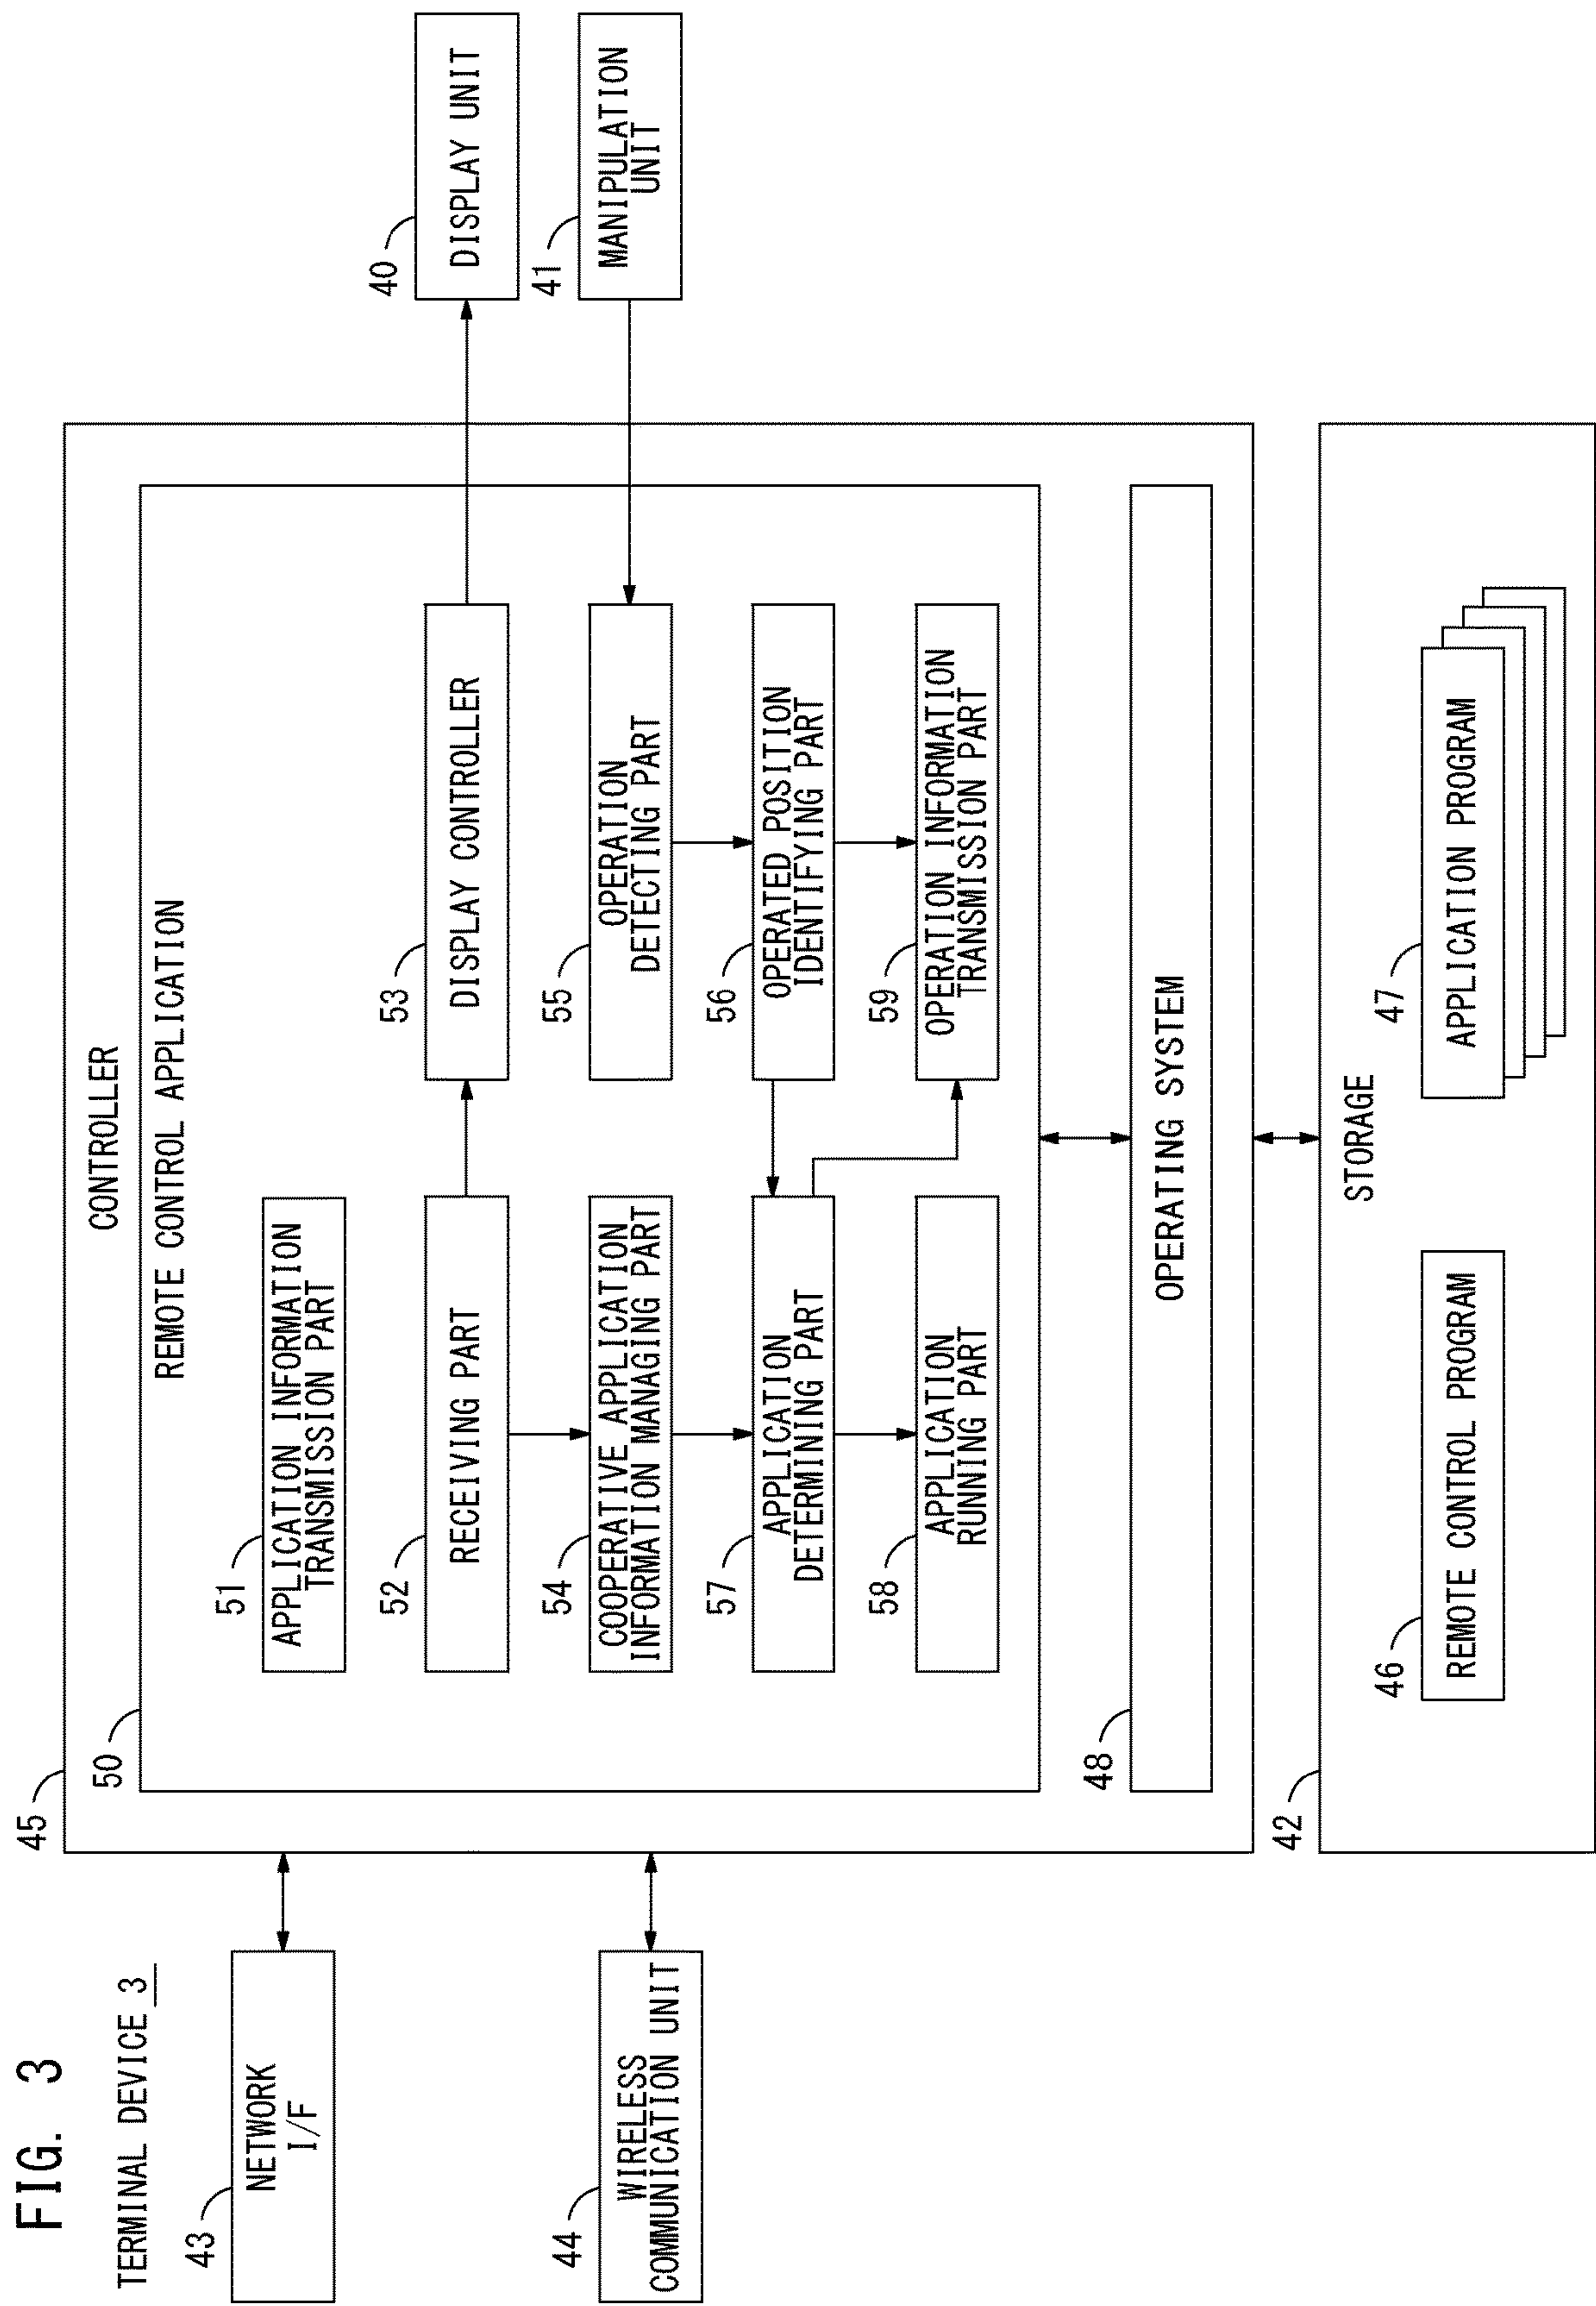 FIG. 3
TERMINAL DEVICE 3
43
NETWORK
I/F
44
WIRELESS
COMMUNICATION UNIT
45
CONTROLLER
50
REMOTE CONTROL APPLICATION
51
APPLICATION INFORMATION
TRANSMISSION PART
52
RECEIVING PART
53
DISPLAY CONTROLLER
54
COOPERATIVE APPLICATION
INFORMATION MANAGING PART
55
OPERATION
DETECTING PART
57
APPLICATION
DETERMINING PART
56
OPERATED POSITION
IDENTIFYING PART
58
APPLICATION
RUNNING PART
59
OPERATION INFORMATION
TRANSMISSION PART
48
OPERATING SYSTEM
40
DISPLAY UNIT
41
MANIPULATION
UNIT
42
STORAGE
46
REMOTE CONTROL PROGRAM
47
APPLICATION PROGRAM